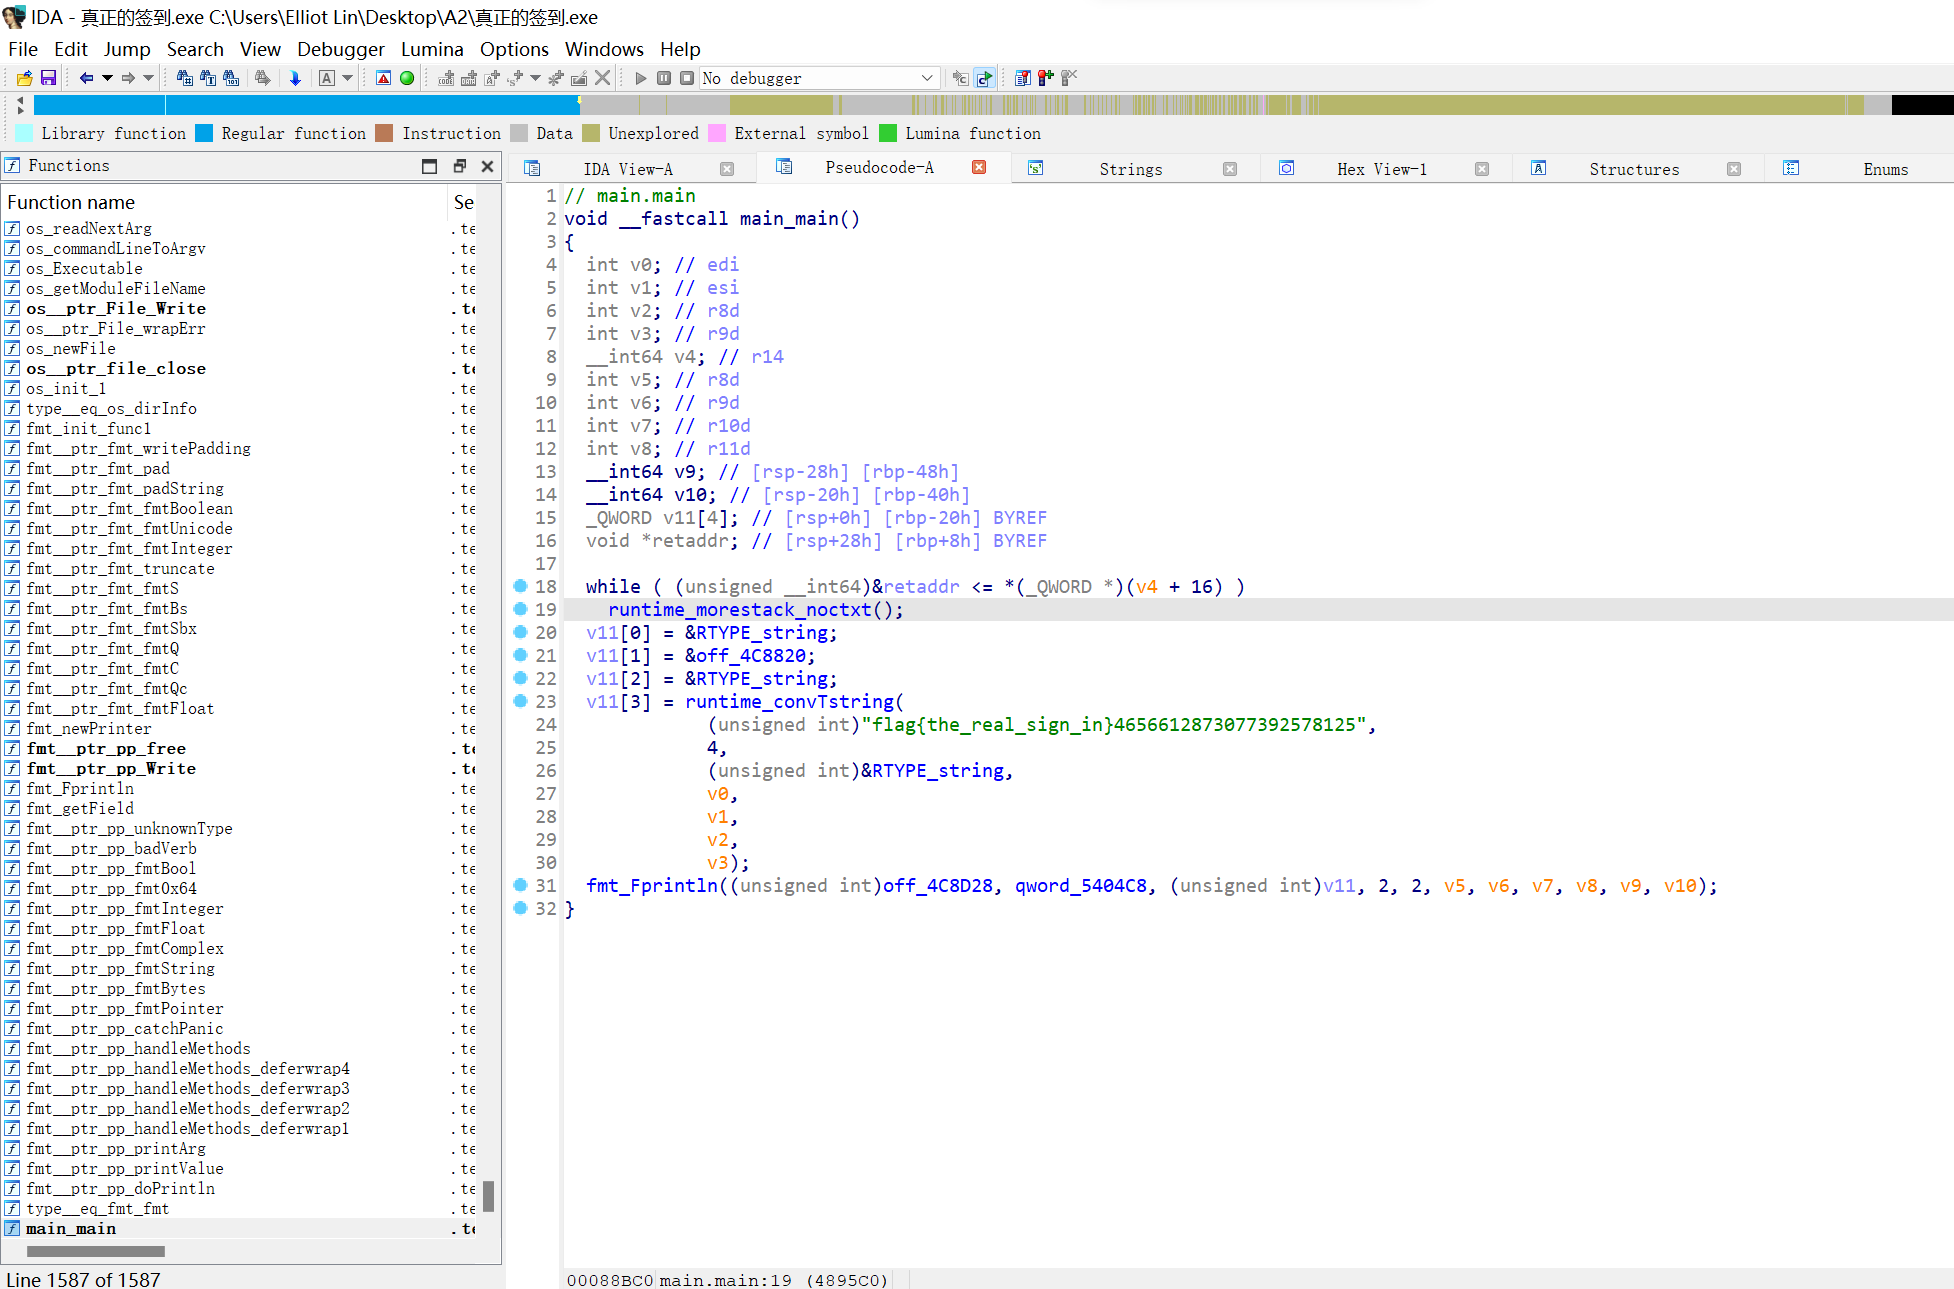 IDA - 真正的签到.exe C:\Users\Elliot Lin\Desktop\A2\真正的签到.exe
File Edit Jump Search View Debugger Lumina Options Windows Help
No debugger
Library function Regular function Instruction Data Unexplored External symbol Lumina function
Functions
Function name Se
os_readNextArg .te
os_commandLineToArgv .te
os_Executable .te
os_getModuleFileName .te
os__ptr_File_Write .te
os__ptr_File_wrapErr .te
os_newFile .te
os__ptr_file_close .te
os_init_1 .te
type__eq_os_dirInfo .te
fmt_init_func1 .te
fmt__ptr_fmt_writePadding .te
fmt__ptr_fmt_pad .te
fmt__ptr_fmt_padString .te
fmt__ptr_fmt_fmtBoolean .te
fmt__ptr_fmt_fmtUnicode .te
fmt__ptr_fmt_fmtInteger .te
fmt__ptr_fmt_truncate .te
fmt__ptr_fmt_fmtS .te
fmt__ptr_fmt_fmtBs .te
fmt__ptr_fmt_fmtSbx .te
fmt__ptr_fmt_fmtQ .te
fmt__ptr_fmt_fmtC .te
fmt__ptr_fmt_fmtQc .te
fmt__ptr_fmt_fmtFloat .te
fmt_newPrinter .te
fmt__ptr_pp_free .te
fmt__ptr_pp_Write .te
fmt_Fprintln .te
fmt_getField .te
fmt__ptr_pp_unknownType .te
fmt__ptr_pp_badVerb .te
fmt__ptr_pp_fmtBool .te
fmt__ptr_pp_fmt0x64 .te
fmt__ptr_pp_fmtInteger .te
fmt__ptr_pp_fmtFloat .te
fmt__ptr_pp_fmtComplex .te
fmt__ptr_pp_fmtString .te
fmt__ptr_pp_fmtBytes .te
fmt__ptr_pp_fmtPointer .te
fmt__ptr_pp_catchPanic .te
fmt__ptr_pp_handleMethods .te
fmt__ptr_pp_handleMethods_deferwrap4 .te
fmt__ptr_pp_handleMethods_deferwrap3 .te
fmt__ptr_pp_handleMethods_deferwrap2 .te
fmt__ptr_pp_handleMethods_deferwrap1 .te
fmt__ptr_pp_printArg .te
fmt__ptr_pp_printValue .te
fmt__ptr_pp_doPrintln .te
type__eq_fmt_fmt .te
main_main .te
Line 1587 of 1587
IDA View-A Pseudocode-A Strings Hex View-1 Structures Enums
1 // main.main
2 void __fastcall main_main()
3 {
4 int v0; // edi
5 int v1; // esi
6 int v2; // r8d
7 int v3; // r9d
8 __int64 v4; // r14
9 int v5; // r8d
10 int v6; // r9d
11 int v7; // r10d
12 int v8; // r11d
13 __int64 v9; // [rsp-28h] [rbp-48h]
14 __int64 v10; // [rsp-20h] [rbp-40h]
15 _QWORD v11[4]; // [rsp+0h] [rbp-20h] BYREF
16 void *retaddr; // [rsp+28h] [rbp+8h] BYREF
17
18 while ( (unsigned __int64)&retaddr <= *(_QWORD *)(v4 + 16) )
19 runtime_morestack_noctxt();
20 v11[0] = &RTYPE_string;
21 v11[1] = &off_4C8820;
22 v11[2] = &RTYPE_string;
23 v11[3] = runtime_convTstring(
24 (unsigned int)"flag{the_real_sign_in}4656612873077392578125",
25 4,
26 (unsigned int)&RTYPE_string,
27 v0,
28 v1,
29 v2,
30 v3);
31 fmt_Fprintln((unsigned int)off_4C8D28, qword_5404C8, (unsigned int)v11, 2, 2, v5, v6, v7, v8, v9, v10);
32 }
00088BC0 main.main:19 (4895C0)